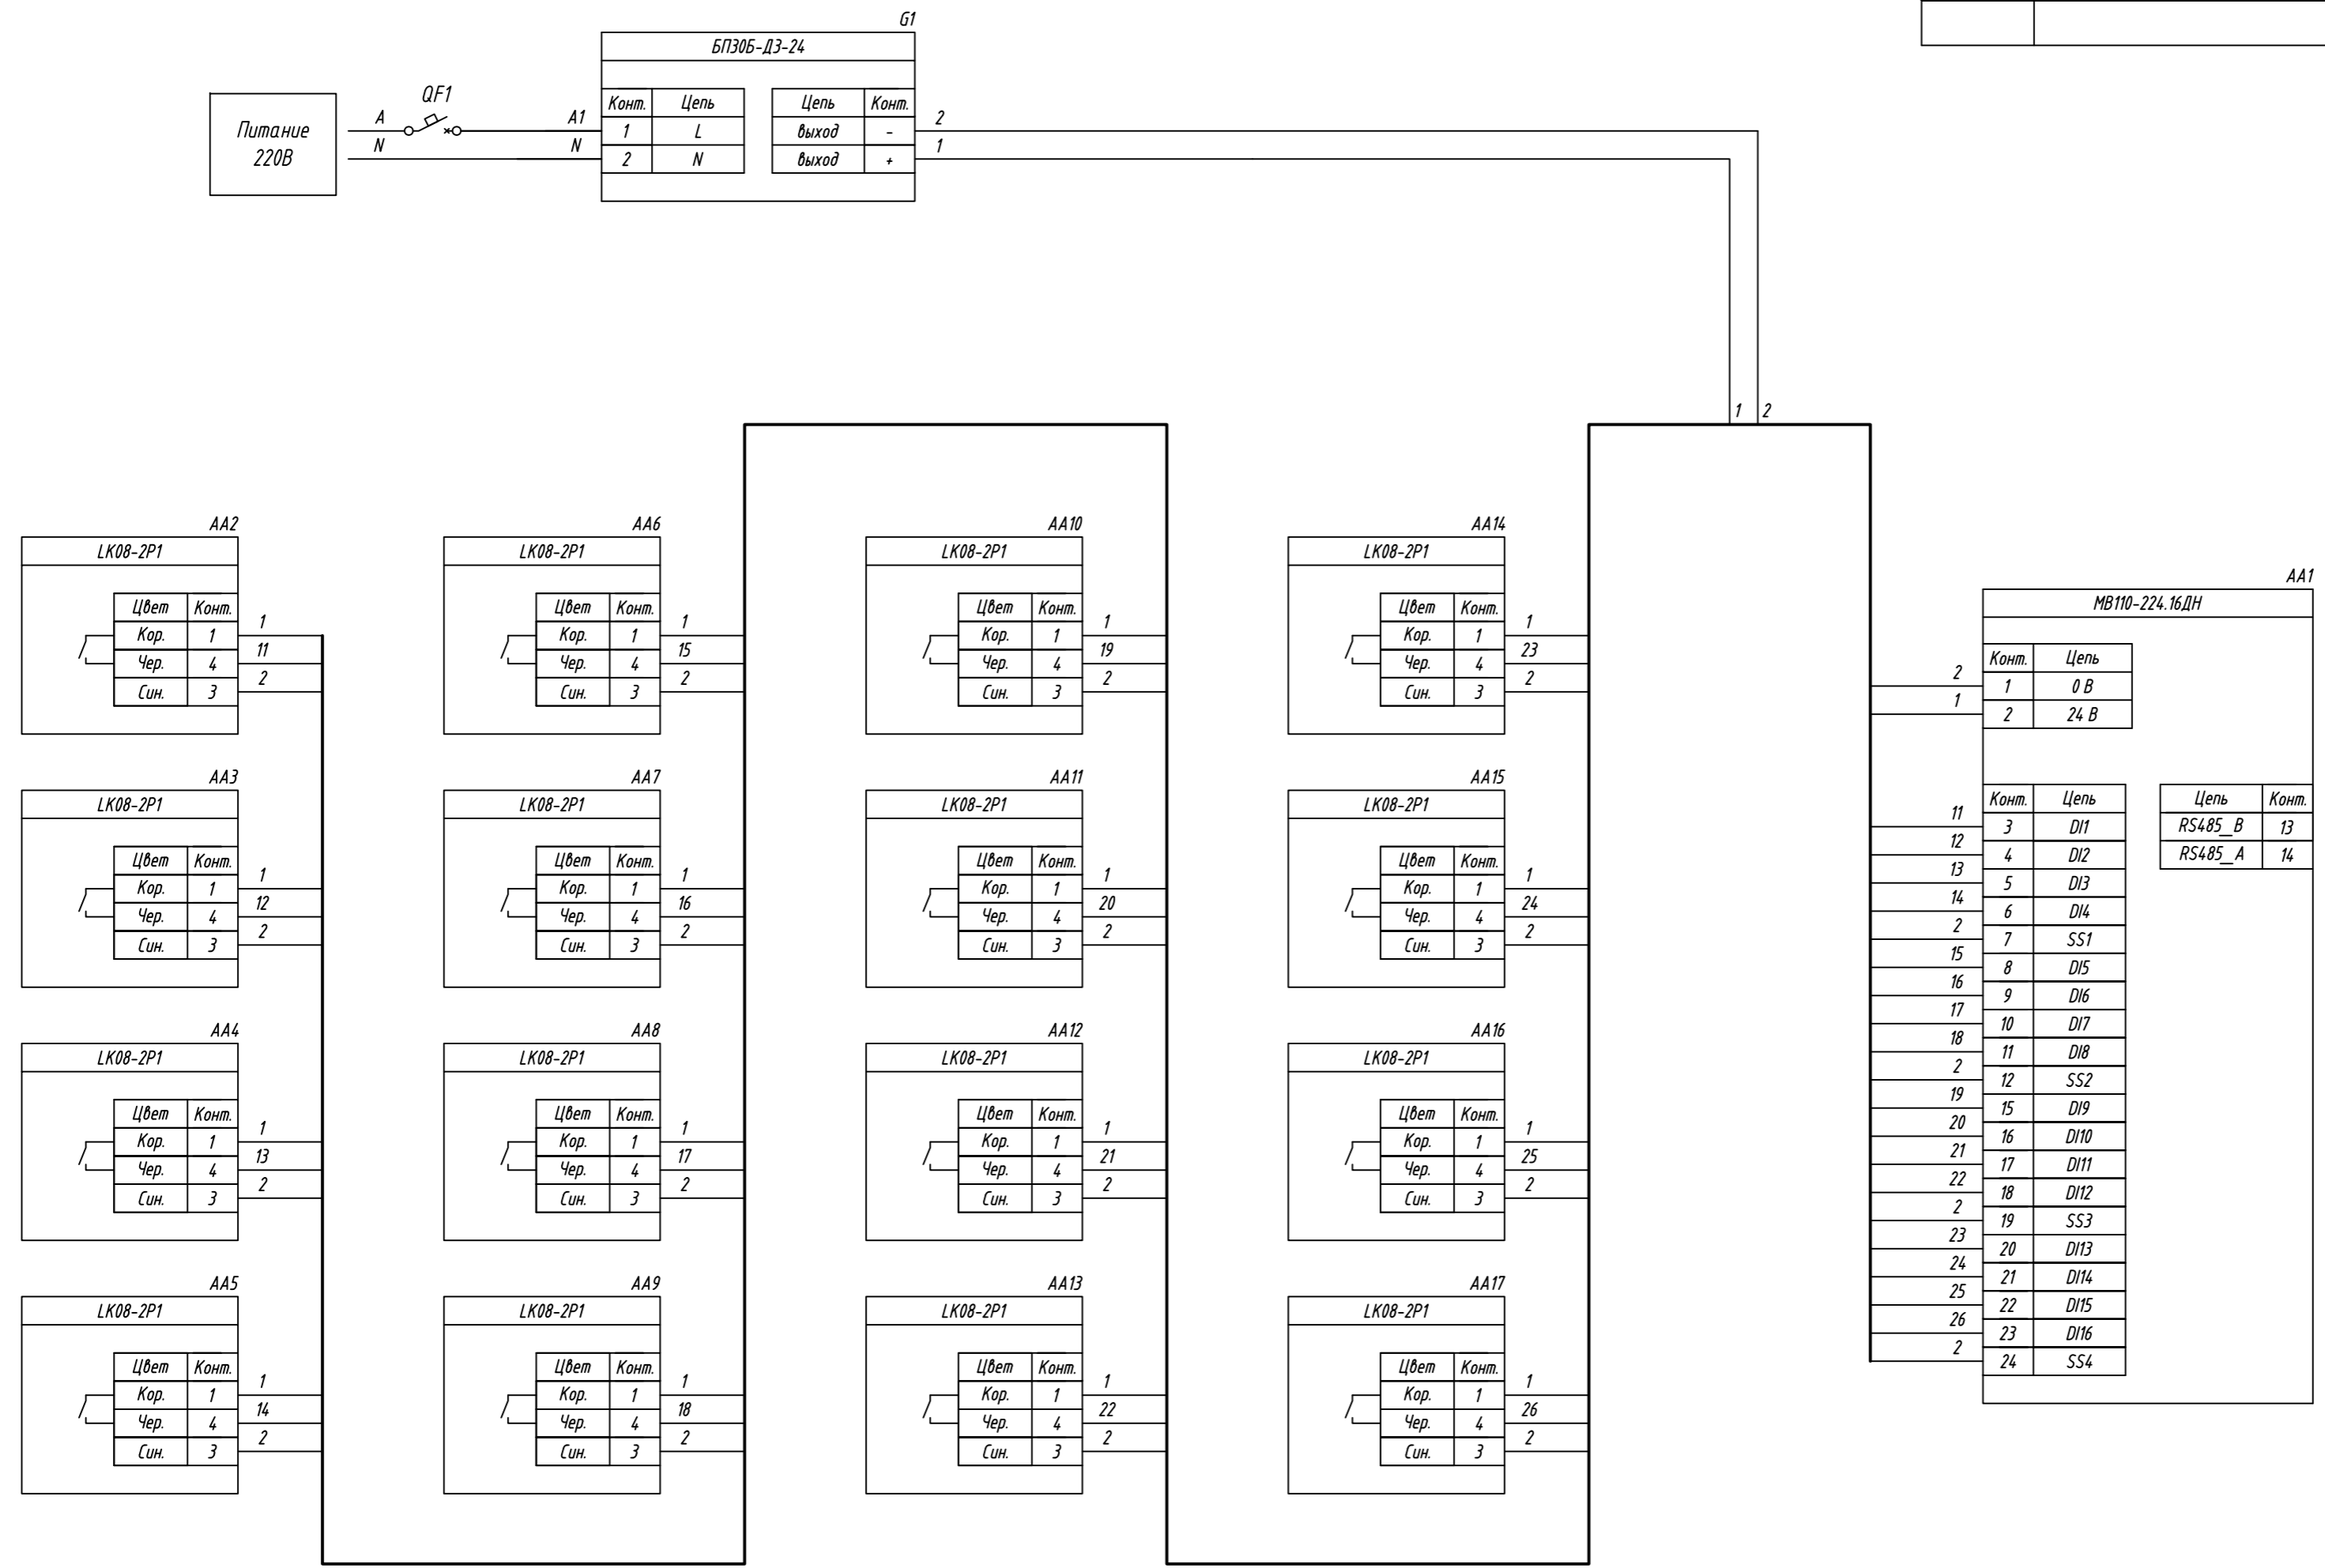 G1
БП30Б-Д3-24
Питание
220В
QF1
A
N
A1
N
Конт. Цепь
1 L
2 N
Цепь Конт.
выход -
выход +
2
1
1 2
AA2
LK08-2P1
Цвет Конт.
Кор. 1 1
Чер. 4 11
Син. 3 2
AA6
LK08-2P1
Цвет Конт.
Кор. 1 1
Чер. 4 15
Син. 3 2
AA10
LK08-2P1
Цвет Конт.
Кор. 1 1
Чер. 4 19
Син. 3 2
AA14
LK08-2P1
Цвет Конт.
Кор. 1 1
Чер. 4 23
Син. 3 2
AA3
LK08-2P1
Цвет Конт.
Кор. 1 1
Чер. 4 12
Син. 3 2
AA7
LK08-2P1
Цвет Конт.
Кор. 1 1
Чер. 4 16
Син. 3 2
AA11
LK08-2P1
Цвет Конт.
Кор. 1 1
Чер. 4 20
Син. 3 2
AA15
LK08-2P1
Цвет Конт.
Кор. 1 1
Чер. 4 24
Син. 3 2
AA4
LK08-2P1
Цвет Конт.
Кор. 1 1
Чер. 4 13
Син. 3 2
AA8
LK08-2P1
Цвет Конт.
Кор. 1 1
Чер. 4 17
Син. 3 2
AA12
LK08-2P1
Цвет Конт.
Кор. 1 1
Чер. 4 21
Син. 3 2
AA16
LK08-2P1
Цвет Конт.
Кор. 1 1
Чер. 4 25
Син. 3 2
AA5
LK08-2P1
Цвет Конт.
Кор. 1 1
Чер. 4 14
Син. 3 2
AA9
LK08-2P1
Цвет Конт.
Кор. 1 1
Чер. 4 18
Син. 3 2
AA13
LK08-2P1
Цвет Конт.
Кор. 1 1
Чер. 4 22
Син. 3 2
AA17
LK08-2P1
Цвет Конт.
Кор. 1 1
Чер. 4 26
Син. 3 2
AA1
МВ110-224.16ДН
Конт. Цепь
2 1 0 В
1 2 24 В
Конт. Цепь
11 3 DI1
12 4 DI2
13 5 DI3
14 6 DI4
2 7 SS1
15 8 DI5
16 9 DI6
17 10 DI7
18 11 DI8
2 12 SS2
19 15 DI9
20 16 DI10
21 17 DI11
22 18 DI12
2 19 SS3
23 20 DI13
24 21 DI14
25 22 DI15
26 23 DI16
2 24 SS4
Цепь Конт.
RS485_B 13
RS485_A 14